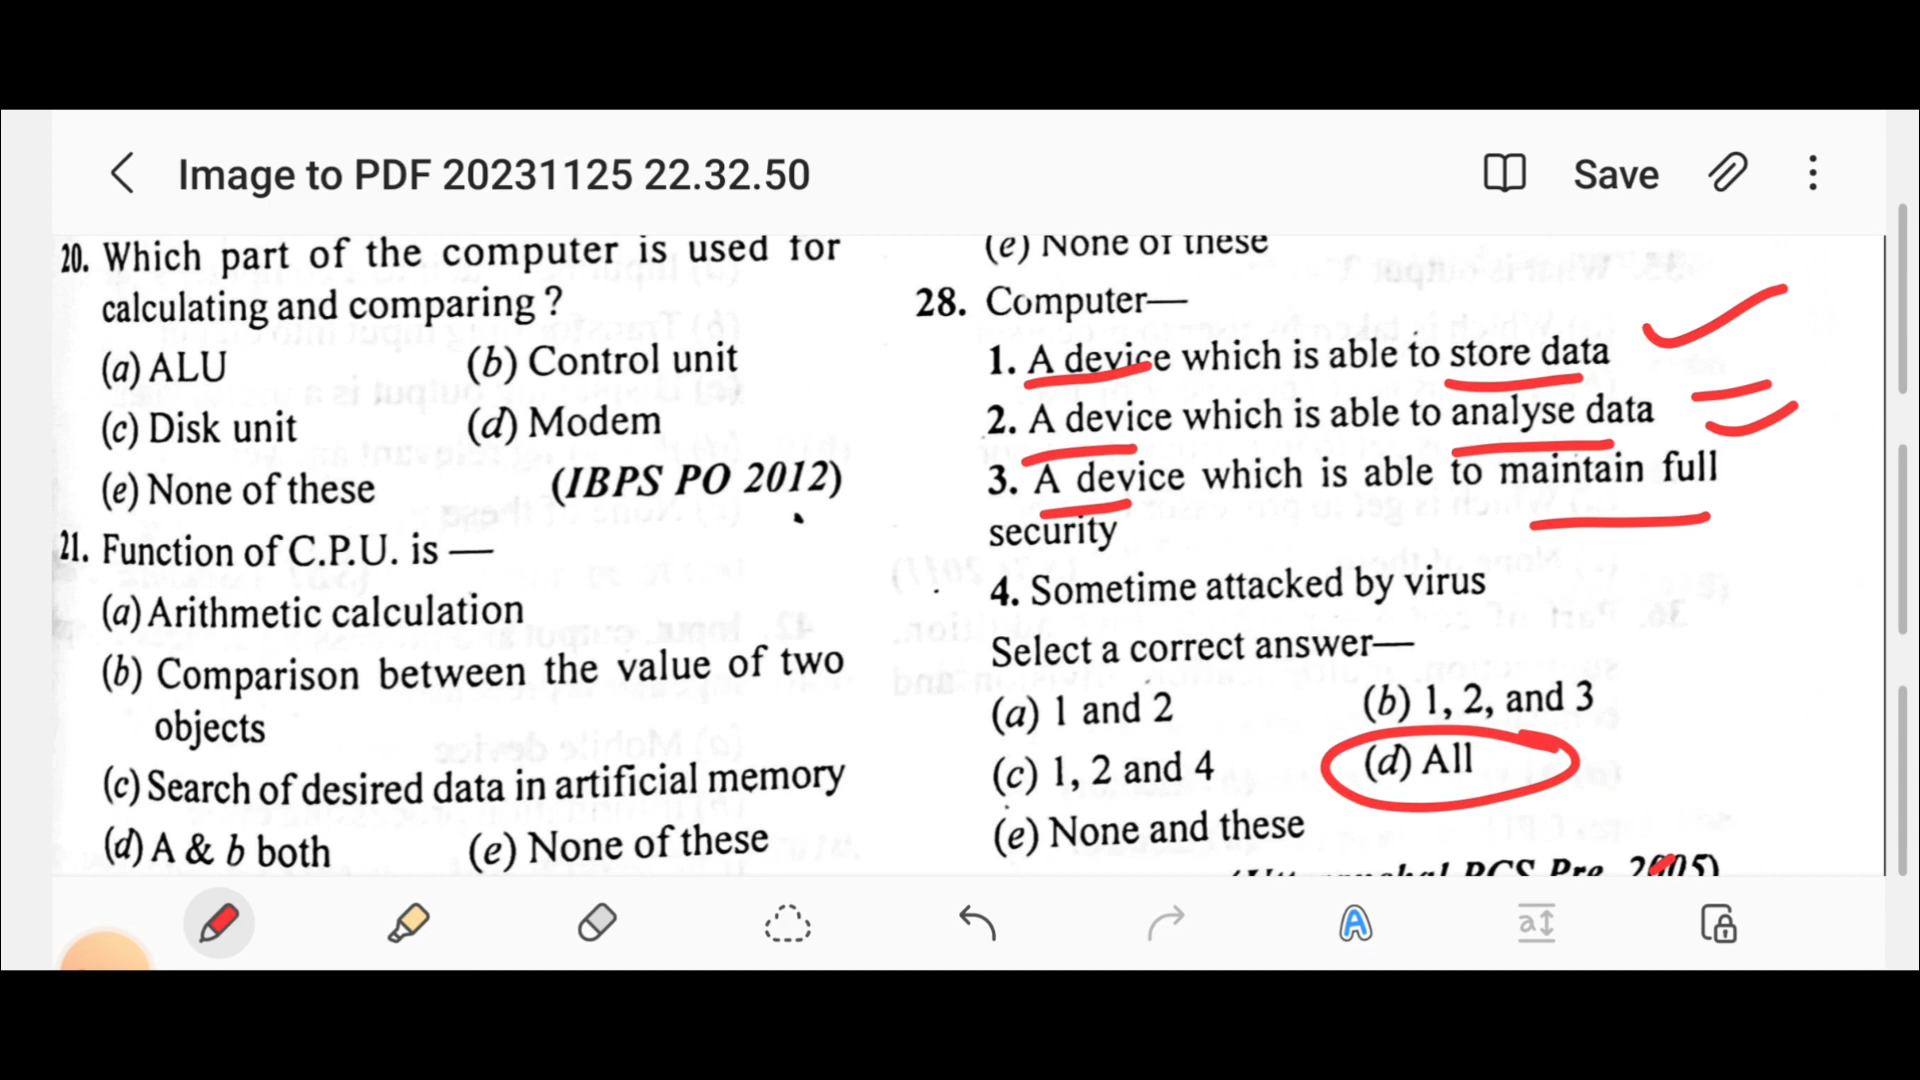 Image to PDF 20231125 22.32.50
Save
20. Which part of the computer is used for
calculating and comparing ?
(a) ALU (b) Control unit
(c) Disk unit (d) Modem
(e) None of these (IBPS PO 2012)
21. Function of C.P.U. is —
(a) Arithmetic calculation
(b) Comparison between the value of two
objects
(c) Search of desired data in artificial memory
(d) A & b both (e) None of these
(e) None of these
28. Computer—
1. A device which is able to store data
2. A device which is able to analyse data
3. A device which is able to maintain full
security
4. Sometime attacked by virus
Select a correct answer—
(a) 1 and 2 (b) 1, 2, and 3
(c) 1, 2 and 4 (d) All
(e) None and these
PCS Pre. 2005)
A
a